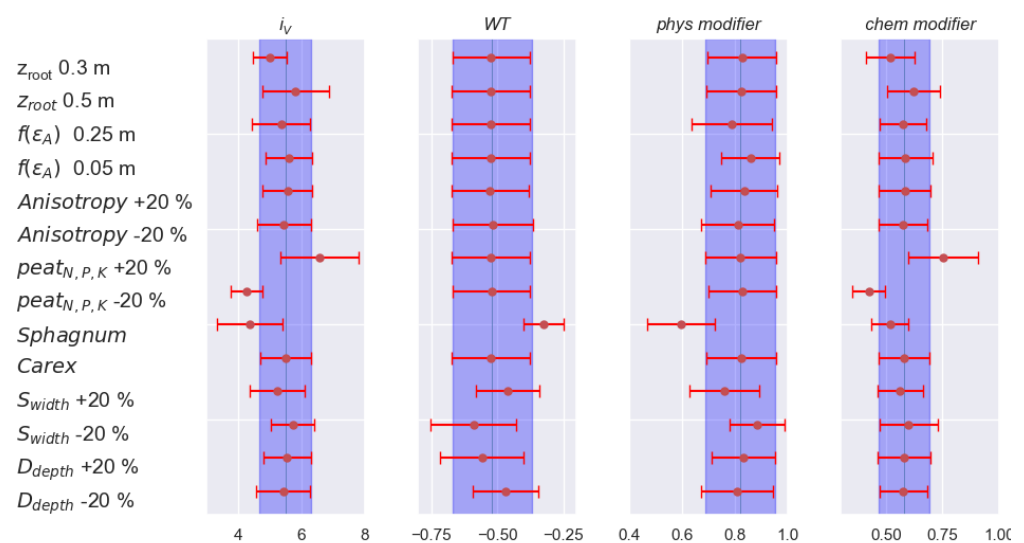 i_V WT phys modifier chem modifier
z_root 0.3 m
z_root 0.5 m
f(ε_A) 0.25 m
f(ε_A) 0.05 m
Anisotropy +20 %
Anisotropy -20 %
peat_N, P, K +20 %
peat_N, P, K -20 %
Sphagnum
Carex
S_width +20 %
S_width -20 %
D_depth +20 %
D_depth -20 %
4 6 8 −0.75 −0.50 −0.25 0.4 0.6 0.8 1.0 0.50 0.75 1.00